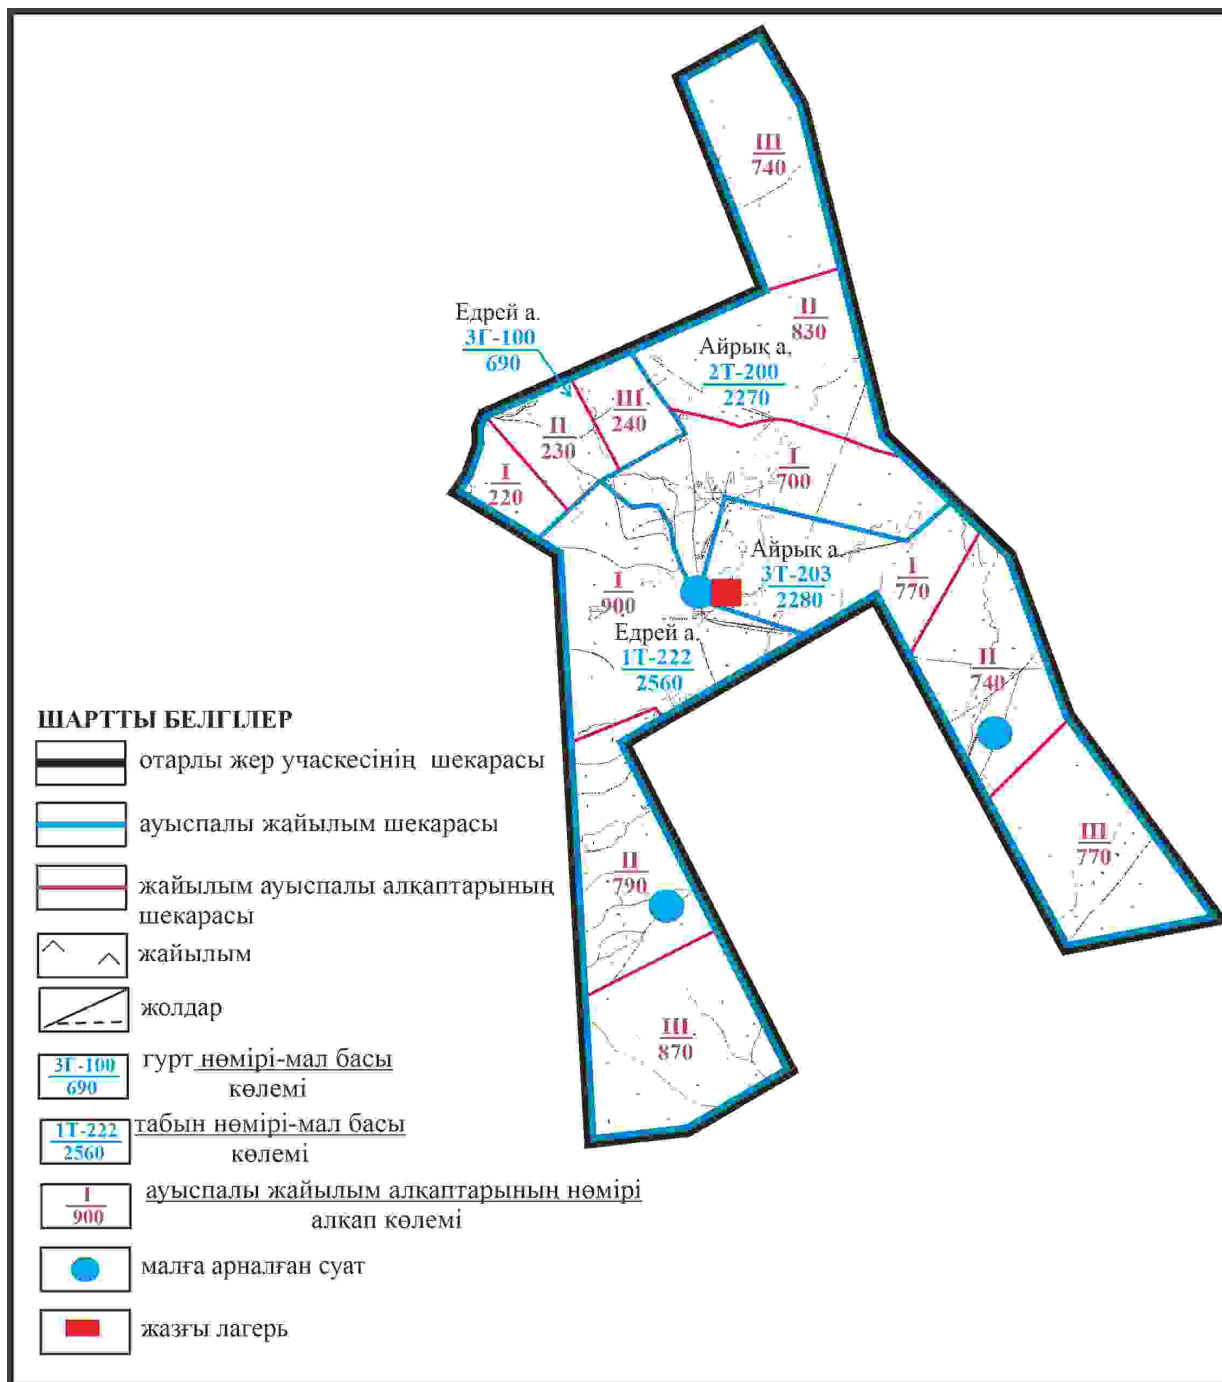 III
740
II
830
Едрей а.
3Г-100
690
Айрық а.
2Т-200
2270
III
240
II
230
I
220
I
700
Айрық а.
3Т-203
2280
I
770
I
900
Едрей а.
1Т-222
2560
II
740
III
770
II
790
III
870
ШАРТТЫ БЕЛГІЛЕР
отарлы жер учаскесінің шекарасы
ауыспалы жайылым шекарасы
жайылым ауыспалы алқаптарының
шекарасы
жайылым
жолдар
3Г-100
690
гурт нөмірі-мал басы
көлемі
1Т-222
2560
табын нөмірі-мал басы
көлемі
I
900
ауыспалы жайылым алқаптарының нөмірі
алқап көлемі
малға арналған суат
жазғы лагерь